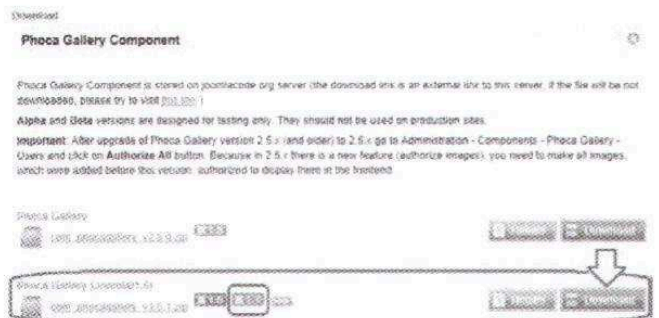 Download
Phoca Gallery Component
Phoca Gallery Component is stored on joomlacode.org server (the download link is an external link to this server. If the file will be not
downloaded, please try to visit this site.)
Alpha and Beta versions are designed for testing only. They should not be used on production sites.
Important: After upgrade of Phoca Gallery version 2.5.x (and older) to 2.6.x go to Administration - Components - Phoca Gallery -
Users and click on Authorize All button. Because in 2.6.x there is a new feature (authorize images), you need to make all images,
which were added before this version, authorized to display them in the frontend.
Phoca Gallery
Download
Phoca Gallery
Download